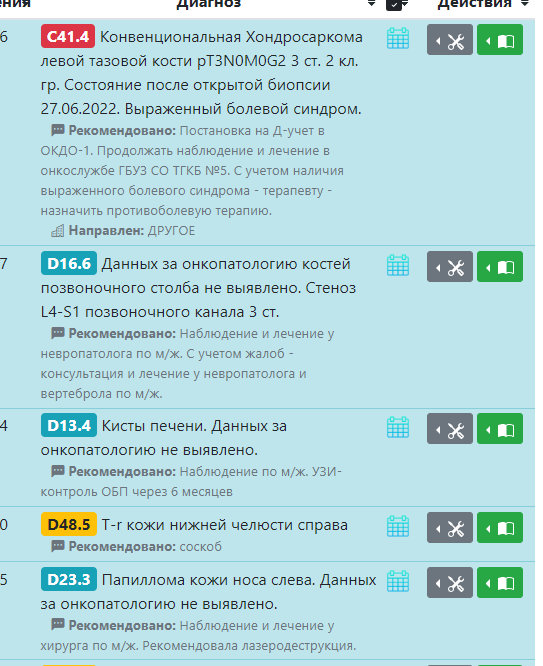 ения
Диагноз
Действия
6
C41.4 Конвенциональная Хондросаркома
левой тазовой кости pT3N0M0G2 3 ст. 2 кл.
гр. Состояние после открытой биопсии
27.06.2022. Выраженный болевой синдром.
Рекомендовано: Постановка на Д-учет в
ОКДО-1. Продолжать наблюдение и лечение в
онкослужбе ГБУЗ СО ТГКБ №5. С учетом наличия
выраженного болевого синдрома - терапевту -
назначить противоболевую терапию.
Направлен: ДРУГОЕ
7
D16.6 Данных за онкопатологию костей
позвоночного столба не выявлено. Стеноз
L4-S1 позвоночного канала 3 ст.
Рекомендовано: Наблюдение и лечение у
невропатолога по м/ж. С учетом жалоб -
консультация и лечение у невропатолога и
вертеброла по м/ж.
4
D13.4 Кисты печени. Данных за
онкопатологию не выявлено.
Рекомендовано: Наблюдение по м/ж. УЗИ-
контроль ОБП через 6 месяцев
0
D48.5 Т-r кожи нижней челюсти справа
Рекомендовано: соскоб
5
D23.3 Папиллома кожи носа слева. Данных
за онкопатологию не выявлено.
Рекомендовано: Наблюдение и лечение у
хирурга по м/ж. Рекомендовала лазеродеструкция.